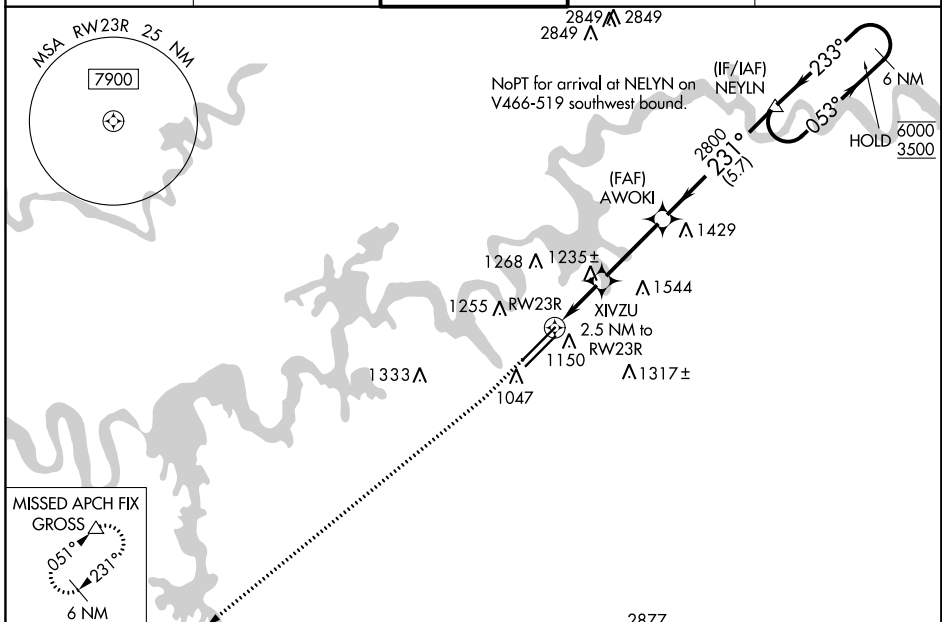 MSA RW23R 25 NM
7900
2849 2849
2849
NoPT for arrival at NELYN on
V466-519 southwest bound.
(IF/IAF)
NEYLN
233°
053°
6 NM
HOLD
6000
3500
2800
231°
(5.7)
(FAF)
AWOKI
1429
1268
1235±
1544
1255
RW23R
XIVZU
2.5 NM to
RW23R
1150
1333
1317±
1047
MISSED APCH FIX
GROSS
051°
231°
6 NM
2877